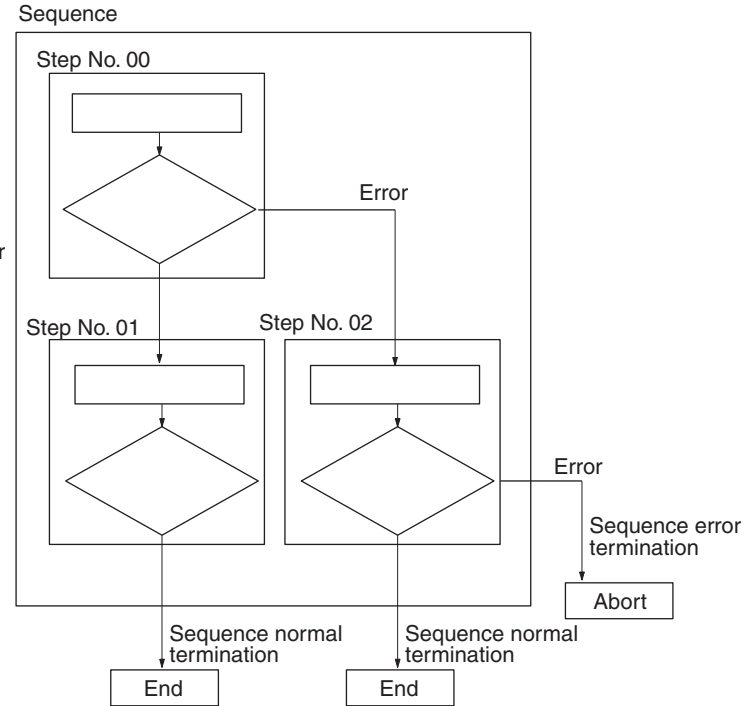 Sequence
Step No. 00
Error
r
Step No. 01
Step No. 02
Error
Sequence error
termination
Abort
Sequence normal
termination
Sequence normal
termination
End
End